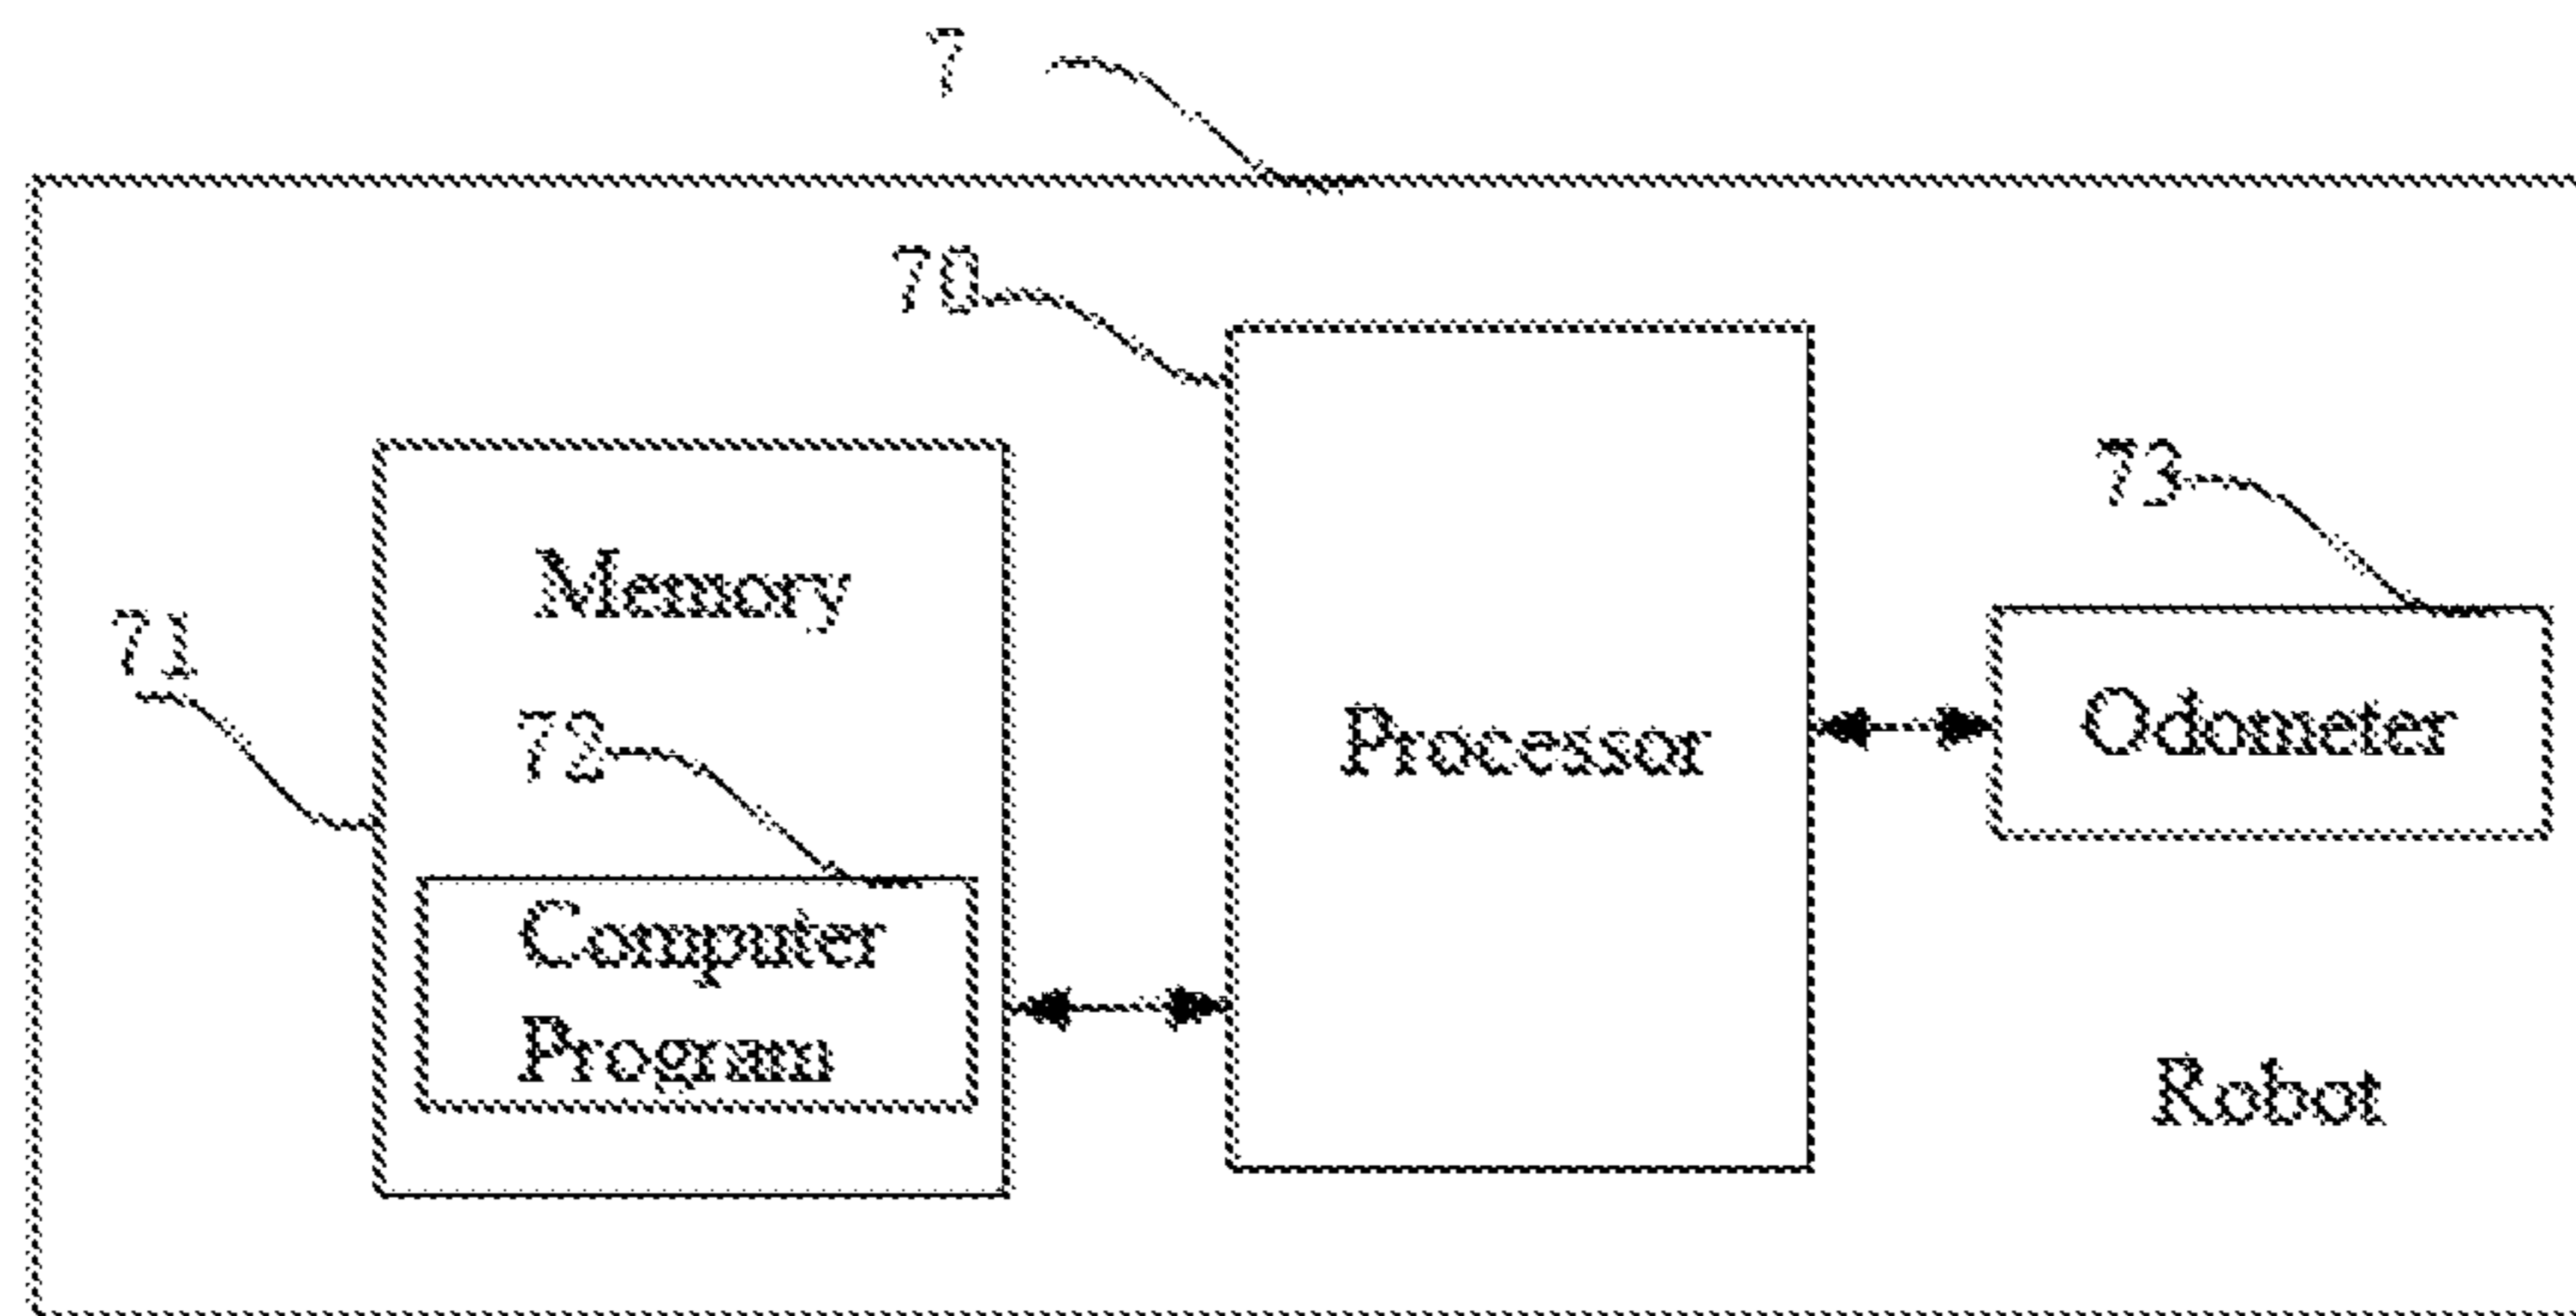 7
70
73
Memory
71
72
Processor
Odometer
Computer
Program
Robot